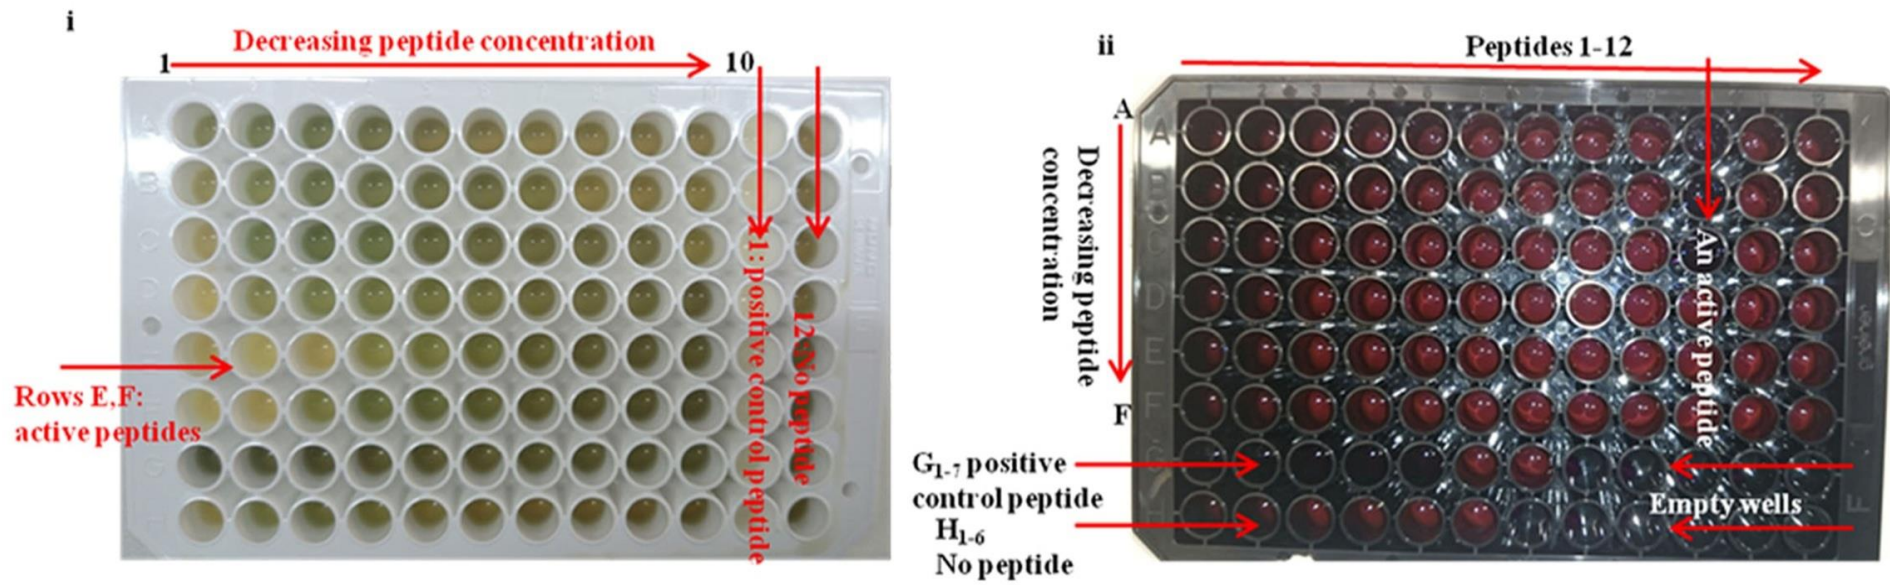 i
Decreasing peptide concentration
1
10
11: positive control peptide
12:No peptide
Rows E,F:
active peptides
A
B
C
D
G
H
ii
Peptides 1-12
A
Decreasing peptide
concentration
F
An active peptide
G1-7 positive
control peptide
H1-6
No peptide
Empty wells
A
B
C
D
E
F
G
H